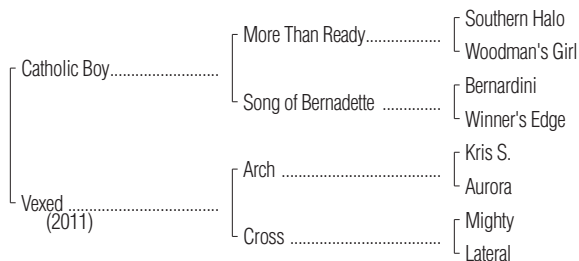 Southern Halo
More Than Ready....................
Woodman's Girl
Catholic Boy.............................
Bernardini
Song of Bernadette ................
Winner's Edge
Kris S.
Arch ..........................................
Aurora
Vexed ........................................
(2011)
Mighty
Cross ........................................
Lateral